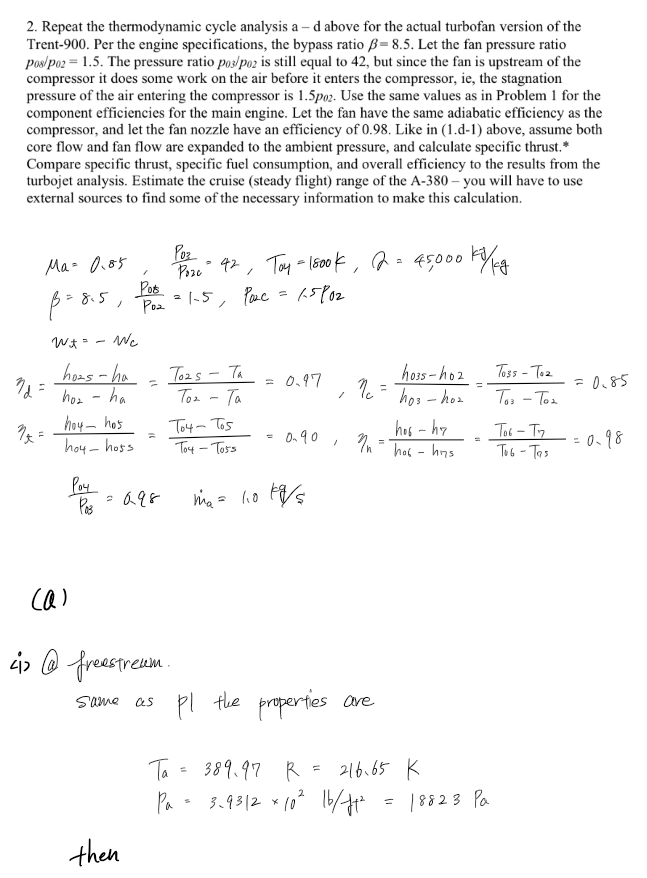 2. Repeat the thermodynamic cycle analysis a – d above for the actual turbofan version of the
Trent-900. Per the engine specifications, the bypass ratio β= 8.5. Let the fan pressure ratio
p₀₈/p₀₂ = 1.5. The pressure ratio p₀₃/p₀₂ is still equal to 42, but since the fan is upstream of the
compressor it does some work on the air before it enters the compressor, ie, the stagnation
pressure of the air entering the compressor is 1.5p₀₂. Use the same values as in Problem 1 for the
component efficiencies for the main engine. Let the fan have the same adiabatic efficiency as the
compressor, and let the fan nozzle have an efficiency of 0.98. Like in (1.d-1) above, assume both
core flow and fan flow are expanded to the ambient pressure, and calculate specific thrust.*
Compare specific thrust, specific fuel consumption, and overall efficiency to the results from the
turbojet analysis. Estimate the cruise (steady flight) range of the A-380 – you will have to use
external sources to find some of the necessary information to make this calculation.
Ma = 0.85 , P₀₃/P₀₂c = 42 , T₀₄ = 1800K , Q = 45,000 kJ/kg
β = 8.5 , P₀₈/P₀₂ = 1.5 , P₀₂c = 1.5P₀₂
Wt = - Wc
ηd = (h₀₂s - ha)/(h₀₂ - ha) = (T₀₂s - Ta)/(T₀₂ - Ta) = 0.97 , ηc = (h₀₃s - h₀₂)/(h₀₃ - h₀₂) = (T₀₃s - T₀₂)/(T₀₃ - T₀₂) = 0.85
ηt = (h₀₄ - h₀₅)/(h₀₄ - h₀₅s) = (T₀₄ - T₀₅)/(T₀₄ - T₀₅s) = 0.90 , ηn = (h₀₆ - h₇)/(h₀₆ - h₇s) = (T₀₆ - T₇)/(T₀₆ - T₇s) = 0.98
P₀₄/P₀₃ = 0.98 ṁa = 1.0 kg/s
(a)
i> @ freestream.
same as P1 the properties are
Ta = 389.97 R = 216.65 K
Pa = 3.9312 × 10² lb/ft² = 18823 Pa
then